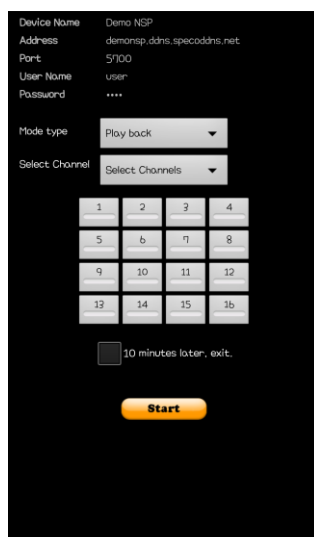 Device Name Demo NSP
Address demonsp.ddns.specoddns.net
Port 5700
User Name user
Password ••••
Mode type Play back
Select Channel Select Channels
1 2 3 4
5 6 7 8
9 10 11 12
13 14 15 16
10 minutes later, exit.
Start